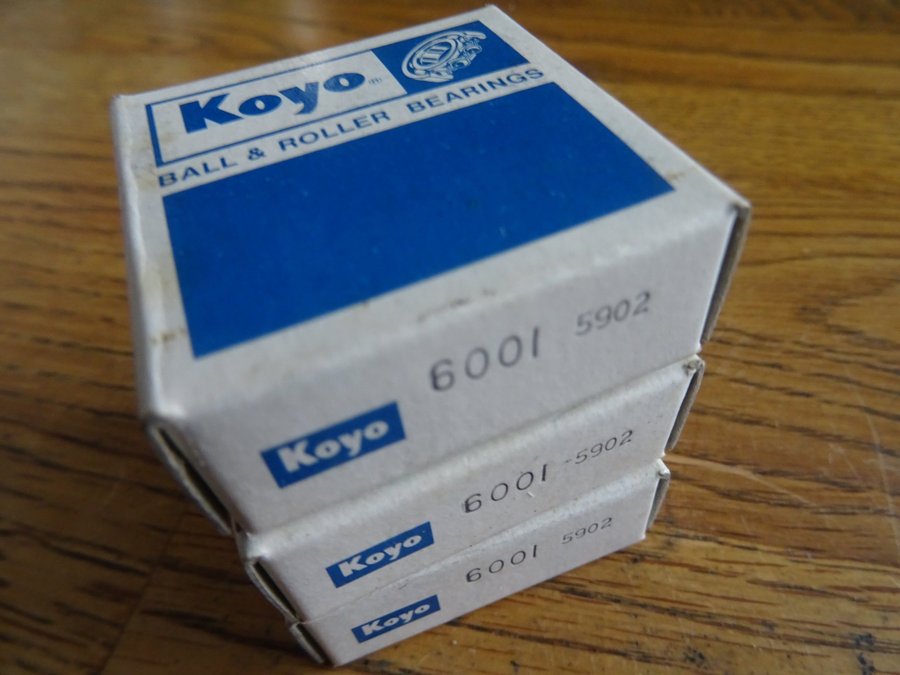 Koyo®
BALL & ROLLER BEARINGS
Koyo 6001 5902
Koyo 6001 -5902
Koyo 6001 5902